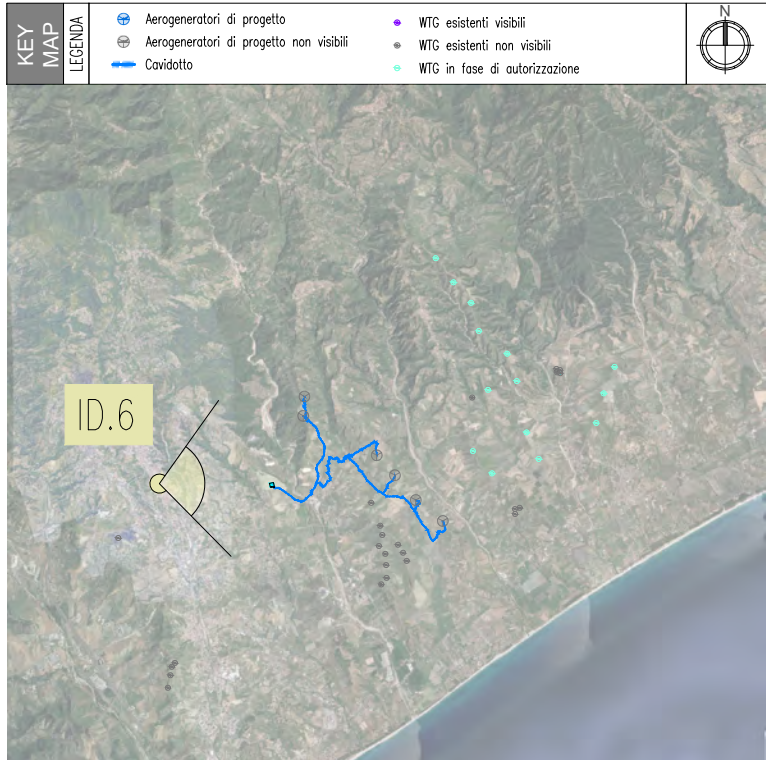 KEY
MAP
LEGENDA
Aerogeneratori di progetto
Aerogeneratori di progetto non visibili
Cavidotto
WTG esistenti visibili
WTG esistenti non visibili
WTG in fase di autorizzazione
N
ID.6